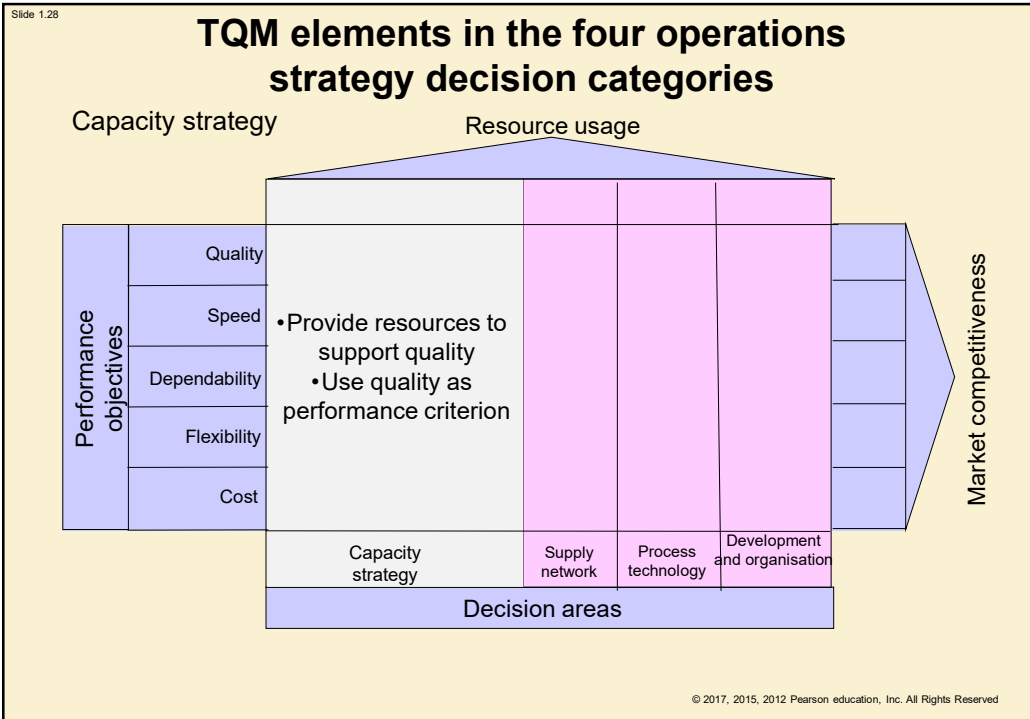 Slide 1.28
TQM elements in the four operations
strategy decision categories
Capacity strategy
Resource usage
Performance
objectives
Quality
Speed
Dependability
Flexibility
Cost
•Provide resources to
support quality
•Use quality as
performance criterion
Market competitiveness
Capacity
strategy
Supply
network
Process
technology
Development
and organisation
Decision areas
© 2017, 2015, 2012 Pearson education, Inc. All Rights Reserved